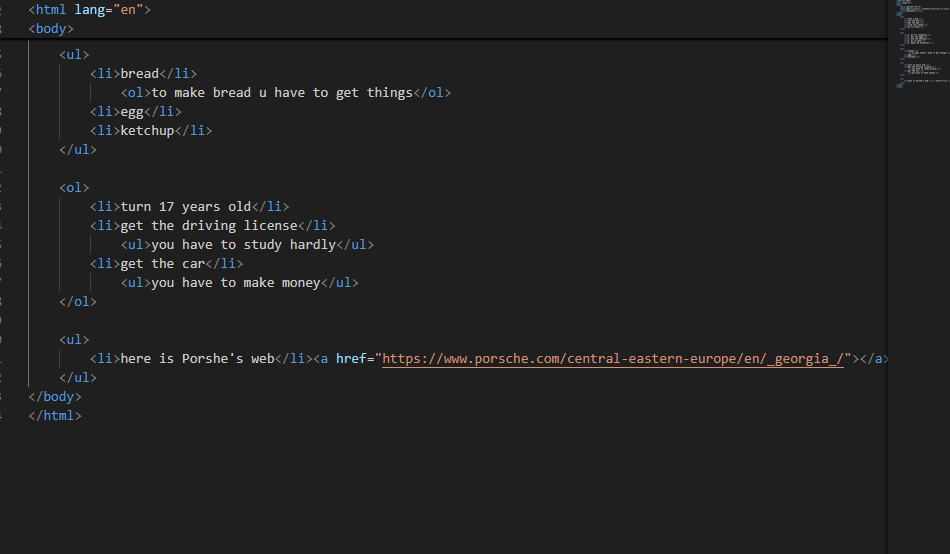 <html lang="en">
<body>
<ul>
<li>bread</li>
<ol>to make bread u have to get things</ol>
<li>egg</li>
<li>ketchup</li>
</ul>
<ol>
<li>turn 17 years old</li>
<li>get the driving license</li>
<ul>you have to study hardly</ul>
<li>get the car</li>
<ul>you have to make money</ul>
</ol>
<ul>
<li>here is Porshe's web</li><a href="https://www.porsche.com/central-eastern-europe/en/_georgia_/"></a>
</ul>
</body>
</html>